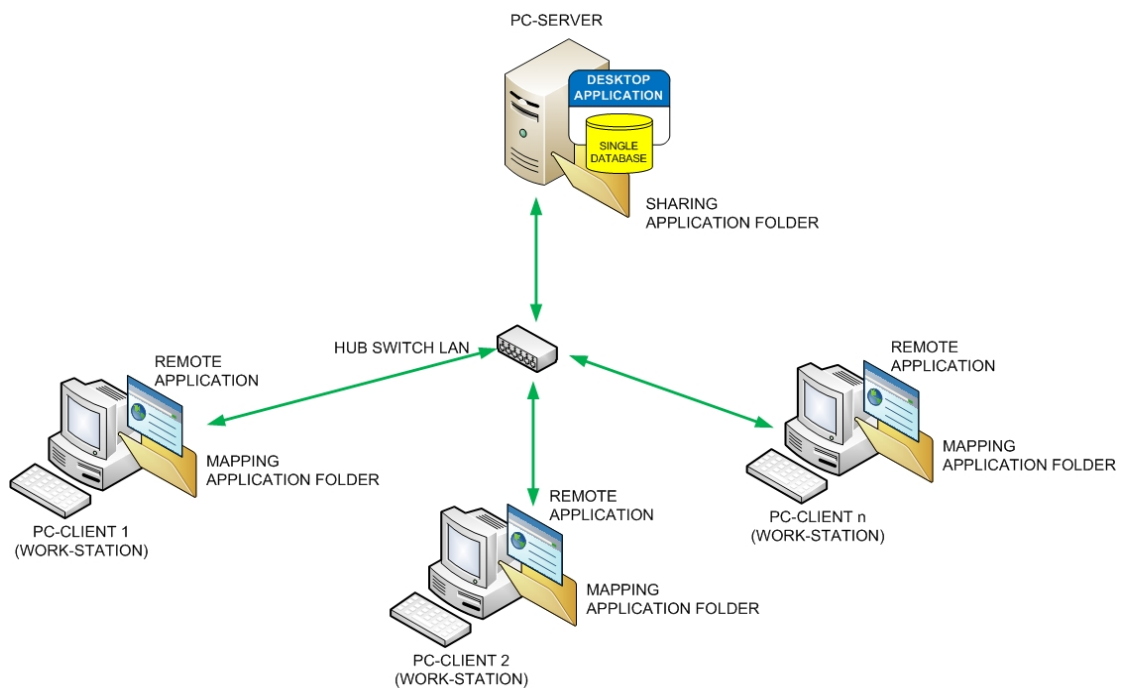 PC-SERVER
DESKTOP
APPLICATION
SINGLE
DATABASE
SHARING
APPLICATION FOLDER
HUB SWITCH LAN
REMOTE
APPLICATION
MAPPING
APPLICATION FOLDER
PC-CLIENT 1
(WORK-STATION)
REMOTE
APPLICATION
MAPPING
APPLICATION FOLDER
PC-CLIENT 2
(WORK-STATION)
REMOTE
APPLICATION
MAPPING
APPLICATION FOLDER
PC-CLIENT n
(WORK-STATION)